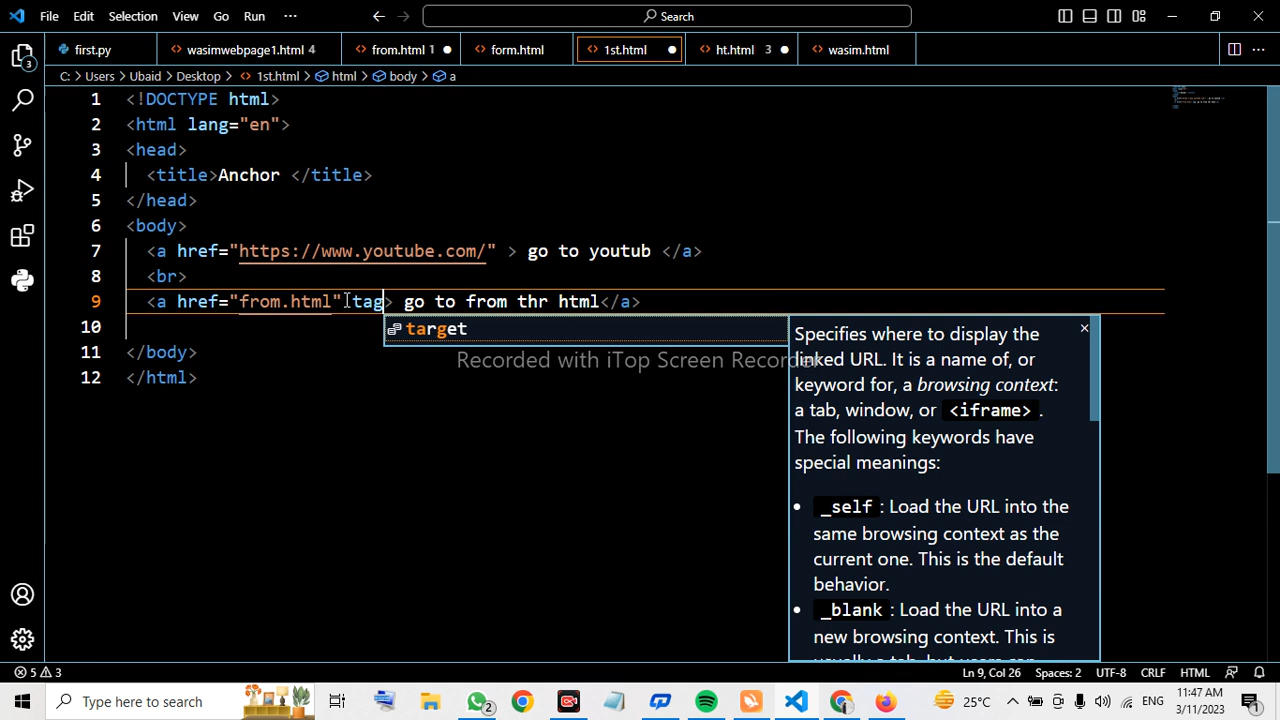 File Edit Selection View Go Run ··· Search
first.py wasimwebpage1.html 4 from.html 1 form.html 1st.html ht.html 3 wasim.html
C: > Users > Ubaid > Desktop > 1st.html > html > body > a
1 <!DOCTYPE html>
2 <html lang="en">
3 <head>
4 <title>Anchor </title>
5 </head>
6 <body>
7 <a href="https://www.youtube.com/" > go to youtub </a>
8 <br>
9 <a href="from.html" tag> go to from thr html</a>
10
11 </body>
12 </html>
target
Specifies where to display the
linked URL. It is a name of, or
keyword for, a browsing context:
a tab, window, or <iframe>.
The following keywords have
special meanings:
• _self: Load the URL into the
same browsing context as the
current one. This is the default
behavior.
• _blank: Load the URL into a
new browsing context. This is
usually a tab, but users can
Recorded with iTop Screen Recorder
3
5 3 Ln 9, Col 26 Spaces: 2 UTF-8 CRLF HTML
Type here to search 2 25°C ENG 11:47 AM
3/11/2023 1